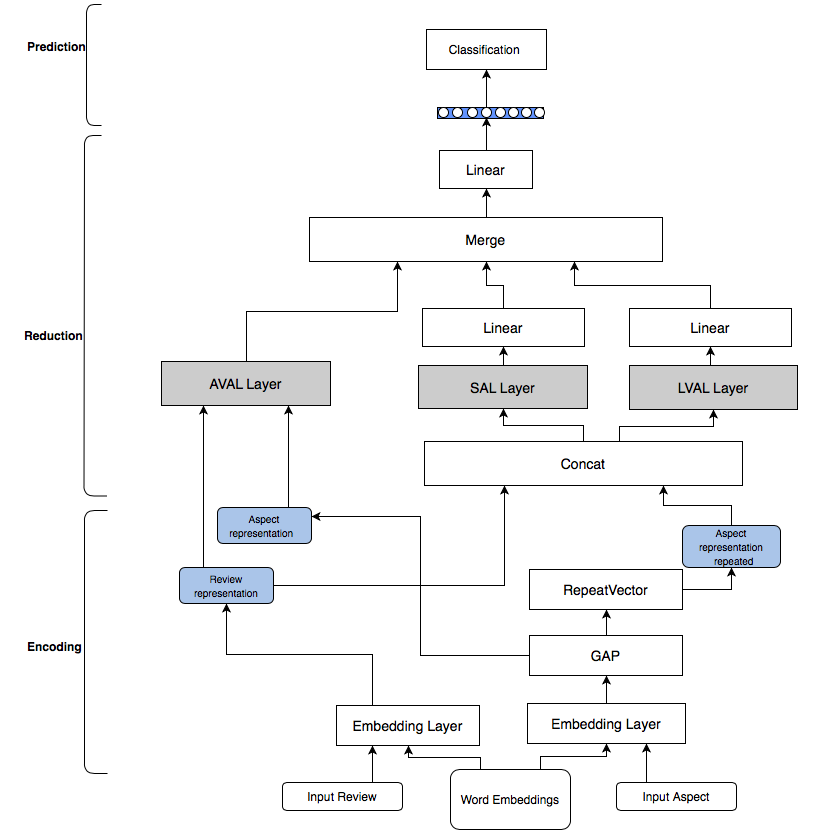 Prediction
Classification
Linear
Merge
Reduction
Linear
Linear
AVAL Layer
SAL Layer
LVAL Layer
Concat
Aspect
representation
Aspect
representation
repeated
Review
representation
RepeatVector
Encoding
GAP
Embedding Layer
Embedding Layer
Input Review
Word Embeddings
Input Aspect